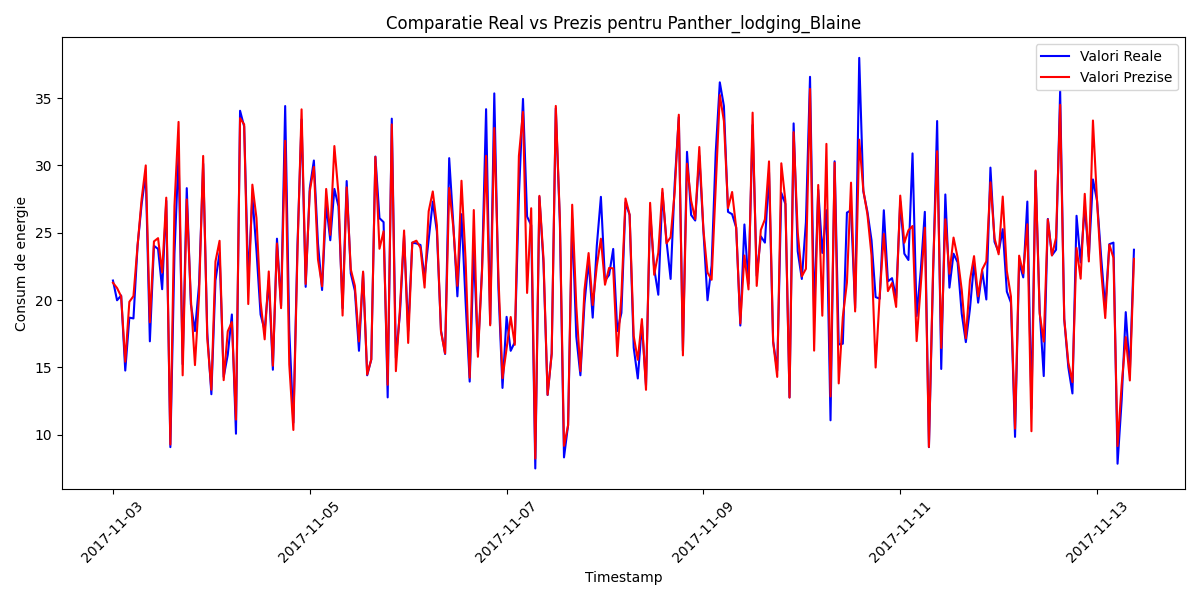 Comparatie Real vs Prezis pentru Panther_lodging_Blaine
Valori Reale
Valori Prezise
Consum de energie
35
30
25
20
15
10
2017-11-03
2017-11-05
2017-11-07
2017-11-09
2017-11-11
2017-11-13
Timestamp